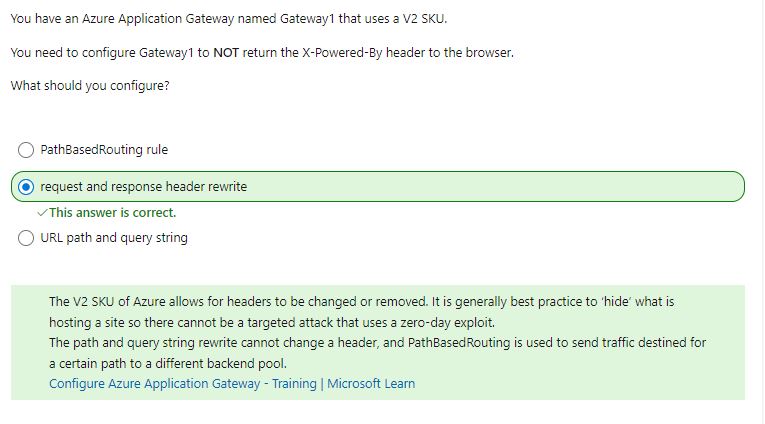 You have an Azure Application Gateway named Gateway1 that uses a V2 SKU.
You need to configure Gateway1 to NOT return the X-Powered-By header to the browser.
What should you configure?
PathBasedRouting rule
request and response header rewrite
This answer is correct.
URL path and query string
The V2 SKU of Azure allows for headers to be changed or removed. It is generally best practice to 'hide' what is
hosting a site so there cannot be a targeted attack that uses a zero-day exploit.
The path and query string rewrite cannot change a header, and PathBasedRouting is used to send traffic destined for
a certain path to a different backend pool.
Configure Azure Application Gateway - Training | Microsoft Learn